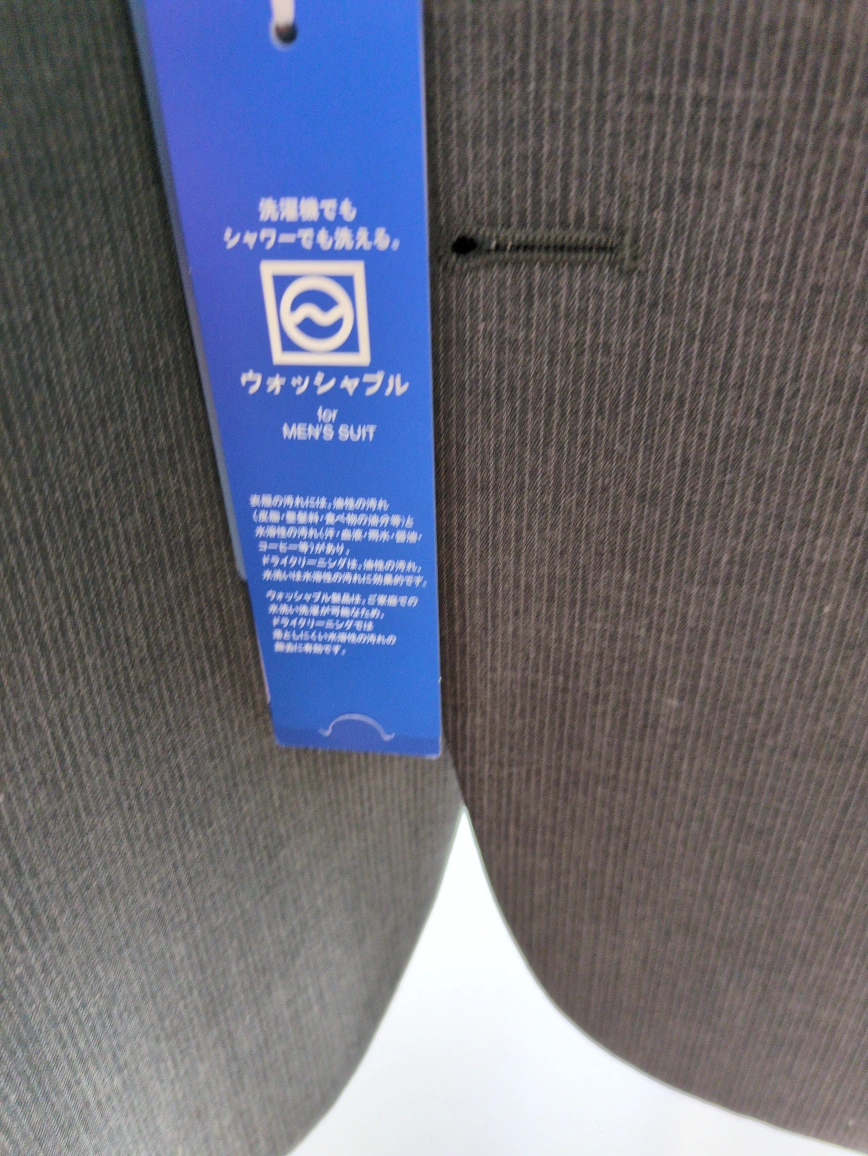 洗濯機でも
シャワーでも洗える。
ウォッシャブル
for
MEN'S SUIT
衣服の汚れには、油性の汚れ
(皮脂・整髪料・食べ物の油分等)と
水溶性の汚れ(汗・血液・雨水・醤油・
コーヒー等)があり、
ドライクリーニングは、油性の汚れ、
水洗いは水溶性の汚れに効果的です。
ウォッシャブル製品は、ご家庭での
水洗い洗濯が可能なため、
ドライクリーニングでは
落としにくい水溶性の汚れの
除去に有効です。